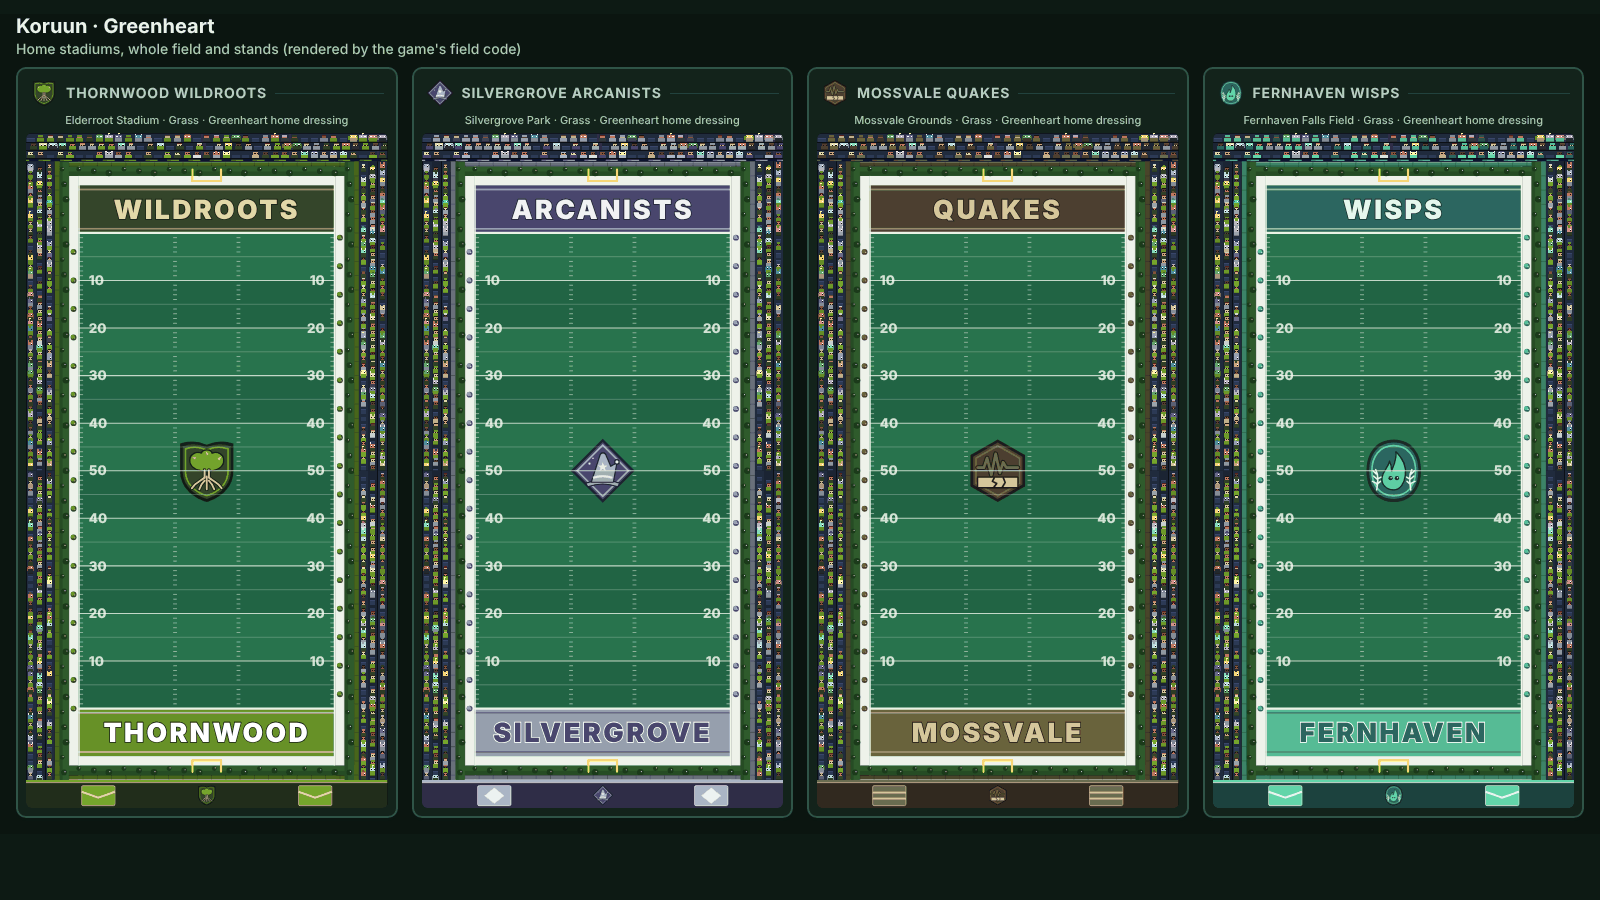 Koruun · Greenheart
Home stadiums, whole field and stands (rendered by the game's field code)
THORNWOOD WILDROOTS
Elderroot Stadium · Grass · Greenheart home dressing
WILDROOTS
10 10
20 20
30 30
40 40
50 50
40 40
30 30
20 20
10 10
THORNWOOD
SILVERGROVE ARCANISTS
Silvergrove Park · Grass · Greenheart home dressing
ARCANISTS
10 10
20 20
30 30
40 40
50 50
40 40
30 30
20 20
10 10
SILVERGROVE
MOSSVALE QUAKES
Mossvale Grounds · Grass · Greenheart home dressing
QUAKES
10 10
20 20
30 30
40 40
50 50
40 40
30 30
20 20
10 10
MOSSVALE
FERNHAVEN WISPS
Fernhaven Falls Field · Grass · Greenheart home dressing
WISPS
10 10
20 20
30 30
40 40
50 50
40 40
30 30
20 20
10 10
FERNHAVEN